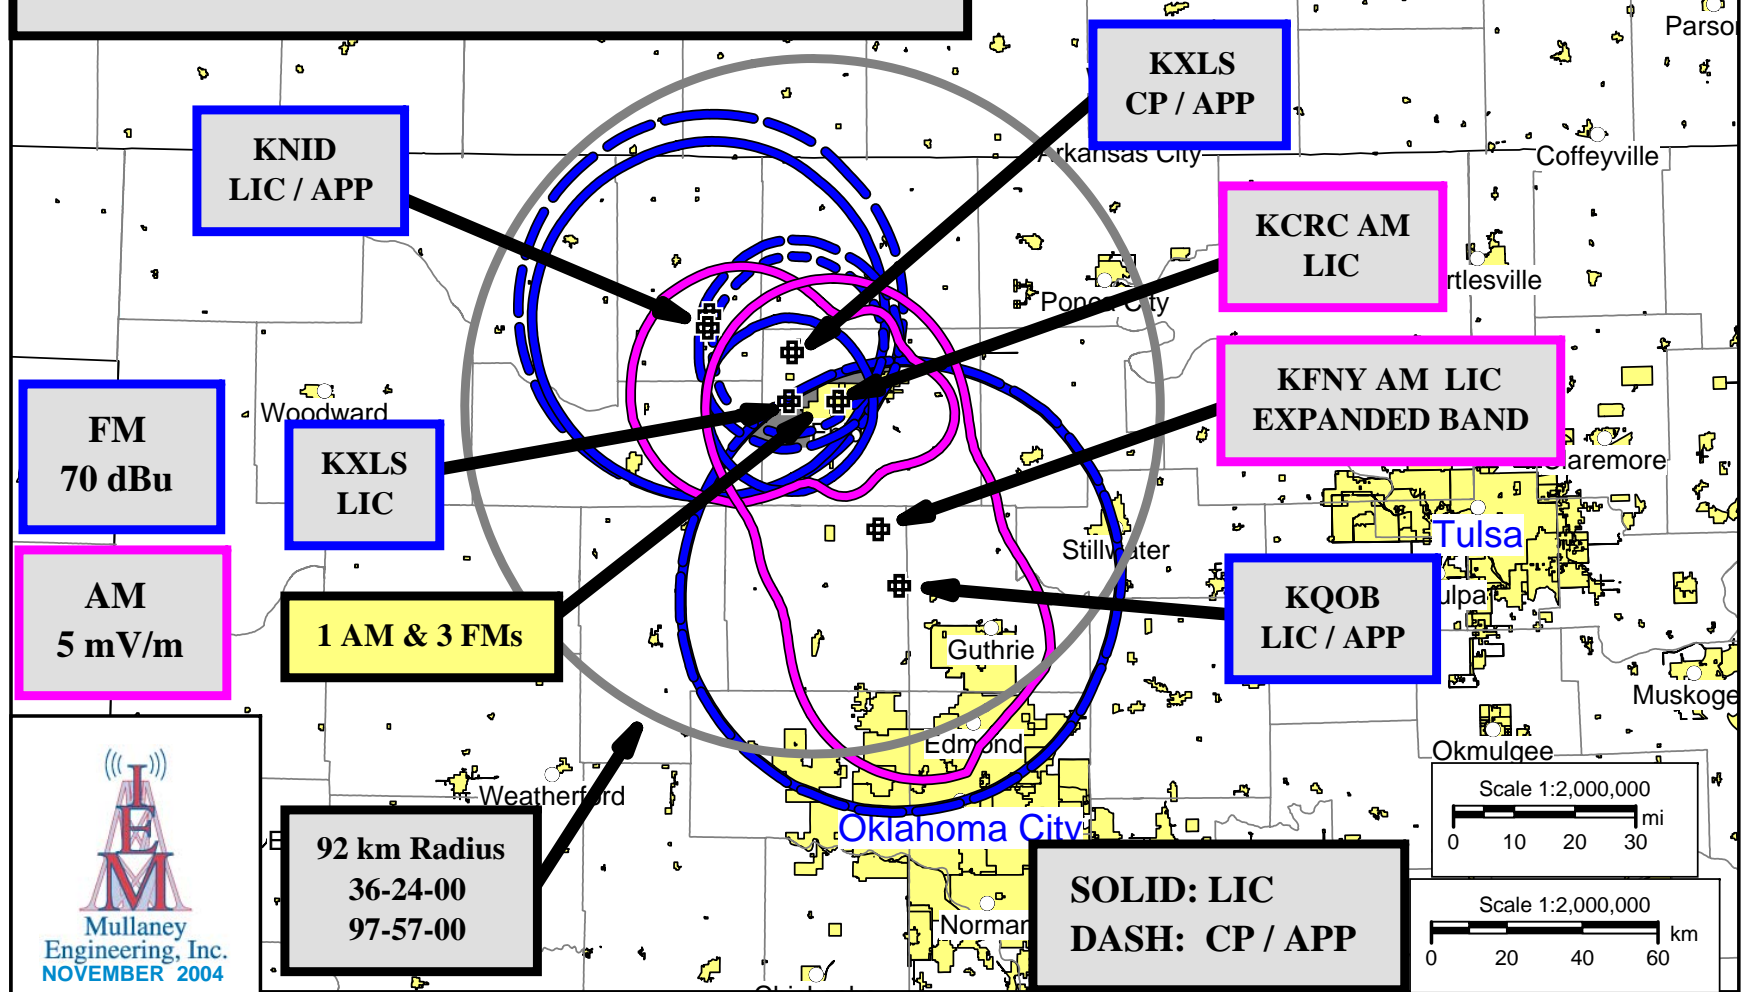 Parso
KXLS
CP / APP
KNID
LIC / APP
Arkansas City
Coffeyville
KCRC AM
LIC
rtlesville
Ponca City
KFNY AM LIC
EXPANDED BAND
Woodward
FM
70 dBu
KXLS
LIC
Claremore
Tulsa
Stillwater
AM
5 mV/m
1 AM & 3 FMs
KQOB
LIC / APP
ulpa
Guthrie
Muskoge
Edmond
Okmulgee
Weatherford
Scale 1:2,000,000
mi
0 10 20 30
Oklahoma City
92 km Radius
36-24-00
97-57-00
SOLID: LIC
DASH: CP / APP
Scale 1:2,000,000
km
0 20 40 60
Norman
M
E
M
Mullaney
Engineering, Inc.
NOVEMBER 2004